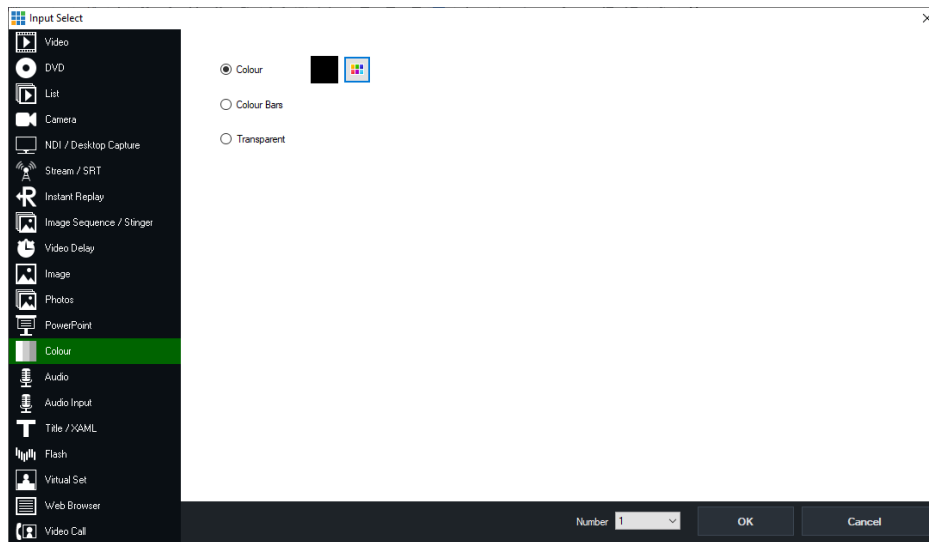 Input Select
Video
DVD
List
Camera
NDI / Desktop Capture
Stream / SRT
Instant Replay
Image Sequence / Stinger
Video Delay
Image
Photos
PowerPoint
Colour
Audio
Audio Input
Title / XAML
Flash
Virtual Set
Web Browser
Video Call
Colour
Colour Bars
Transparent
Number 1 OK Cancel